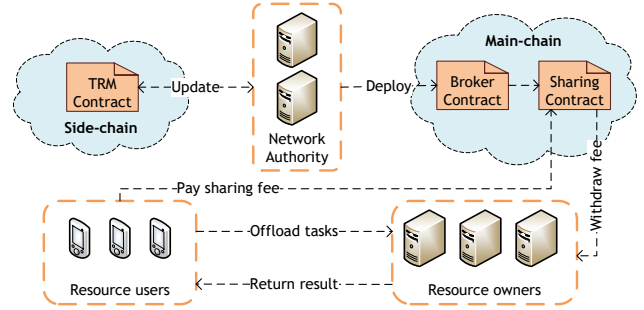 Main-chain
TRM
Contract
Update
Deploy
Broker
Contract
Sharing
Contract
Side-chain
Network
Authority
Pay sharing fee
Withdraw fee
Offload tasks
Return result
Resource users
Resource owners